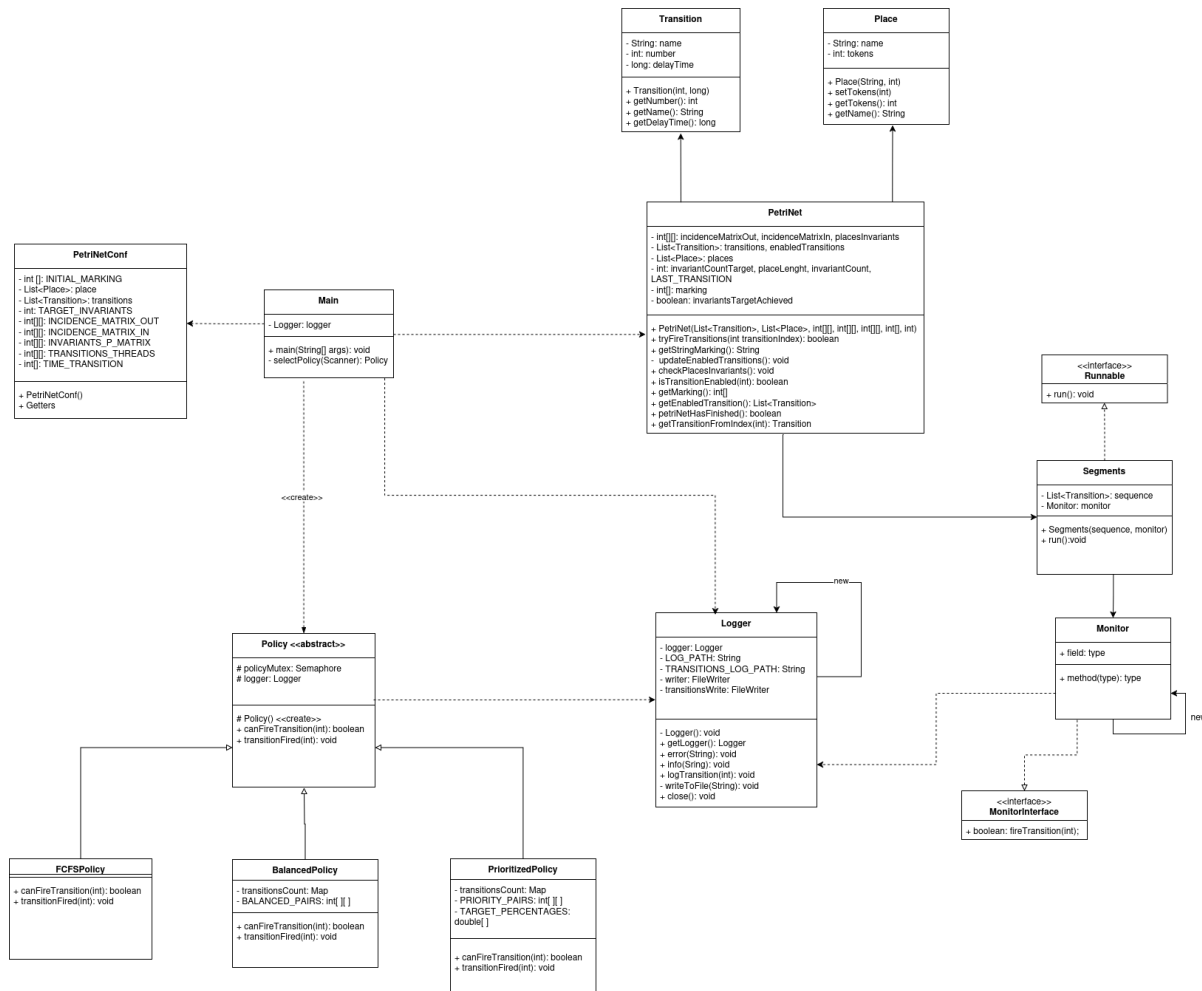 Transition
- String: name
- int: number
- long: delayTime
+ Transition(int, long)
+ getNumber(): int
+ getName(): String
+ getDelayTime(): long
Place
- String: name
- int: tokens
+ Place(String, int)
+ setTokens(int)
+ getTokens(): int
+ getName(): String
PetriNet
- int[][]: incidenceMatrixOut, incidenceMatrixIn, placesInvariants
- List<Transition>: transitions, enabledTransitions
- List<Place>: places
- int: invariantCountTarget, placeLenght, invariantCount,
LAST_TRANSITION
- int[]: marking
- boolean: invariantsTargetAchieved
+ PetriNet(List<Transition>, List<Place>, int[][], int[][], int[][], int[], int)
+ tryFireTransitions(int transitionIndex): boolean
+ getStringMarking(): String
- updateEnabledTransitions(): void
+ checkPlacesInvariants(): void
+ isTransitionEnabled(int): boolean
+ getMarking(): int[]
+ getEnabledTransition(): List<Transition>
+ petriNetHasFinished(): boolean
+ getTransitionFromIndex(int): Transition
PetriNetConf
- int []: INITIAL_MARKING
- List<Place>: place
- List<Transition>: transitions
- int: TARGET_INVARIANTS
- int[][]: INCIDENCE_MATRIX_OUT
- int[][]: INCIDENCE_MATRIX_IN
- int[][]: INVARIANTS_P_MATRIX
- int[][]: TRANSITIONS_THREADS
- int[]: TIME_TRANSITION
+ PetriNetConf()
+ Getters
Main
- Logger: logger
+ main(String[] args): void
- selectPolicy(Scanner): Policy
<<interface>>
Runnable
+ run(): void
Segments
- List<Transition>: sequence
- Monitor: monitor
+ Segments(sequence, monitor)
+ run():void
<<create>>
new
Policy <<abstract>>
# policyMutex: Semaphore
# logger: Logger
# Policy() <<create>>
+ canFireTransition(int): boolean
+ transitionFired(int): void
Logger
- logger: Logger
- LOG_PATH: String
- TRANSITIONS_LOG_PATH: String
- writer: FileWriter
- transitionsWrite: FileWriter
- Logger(): void
+ getLogger(): Logger
+ error(String): void
+ info(Sring): void
+ logTransition(int): void
- writeToFile(String): void
+ close(): void
Monitor
+ field: type
+ method(type): type
new
<<interface>>
MonitorInterface
+ boolean: fireTransition(int);
FCFSPolicy
+ canFireTransition(int): boolean
+ transitionFired(int): void
BalancedPolicy
- transitionsCount: Map
- BALANCED_PAIRS: int[ ][ ]
+ canFireTransition(int): boolean
+ transitionFired(int): void
PrioritizedPolicy
- transitionsCount: Map
- PRIORITY_PAIRS: int[ ][ ]
- TARGET_PERCENTAGES:
double[ ]
+ canFireTransition(int): boolean
+ transitionFired(int): void